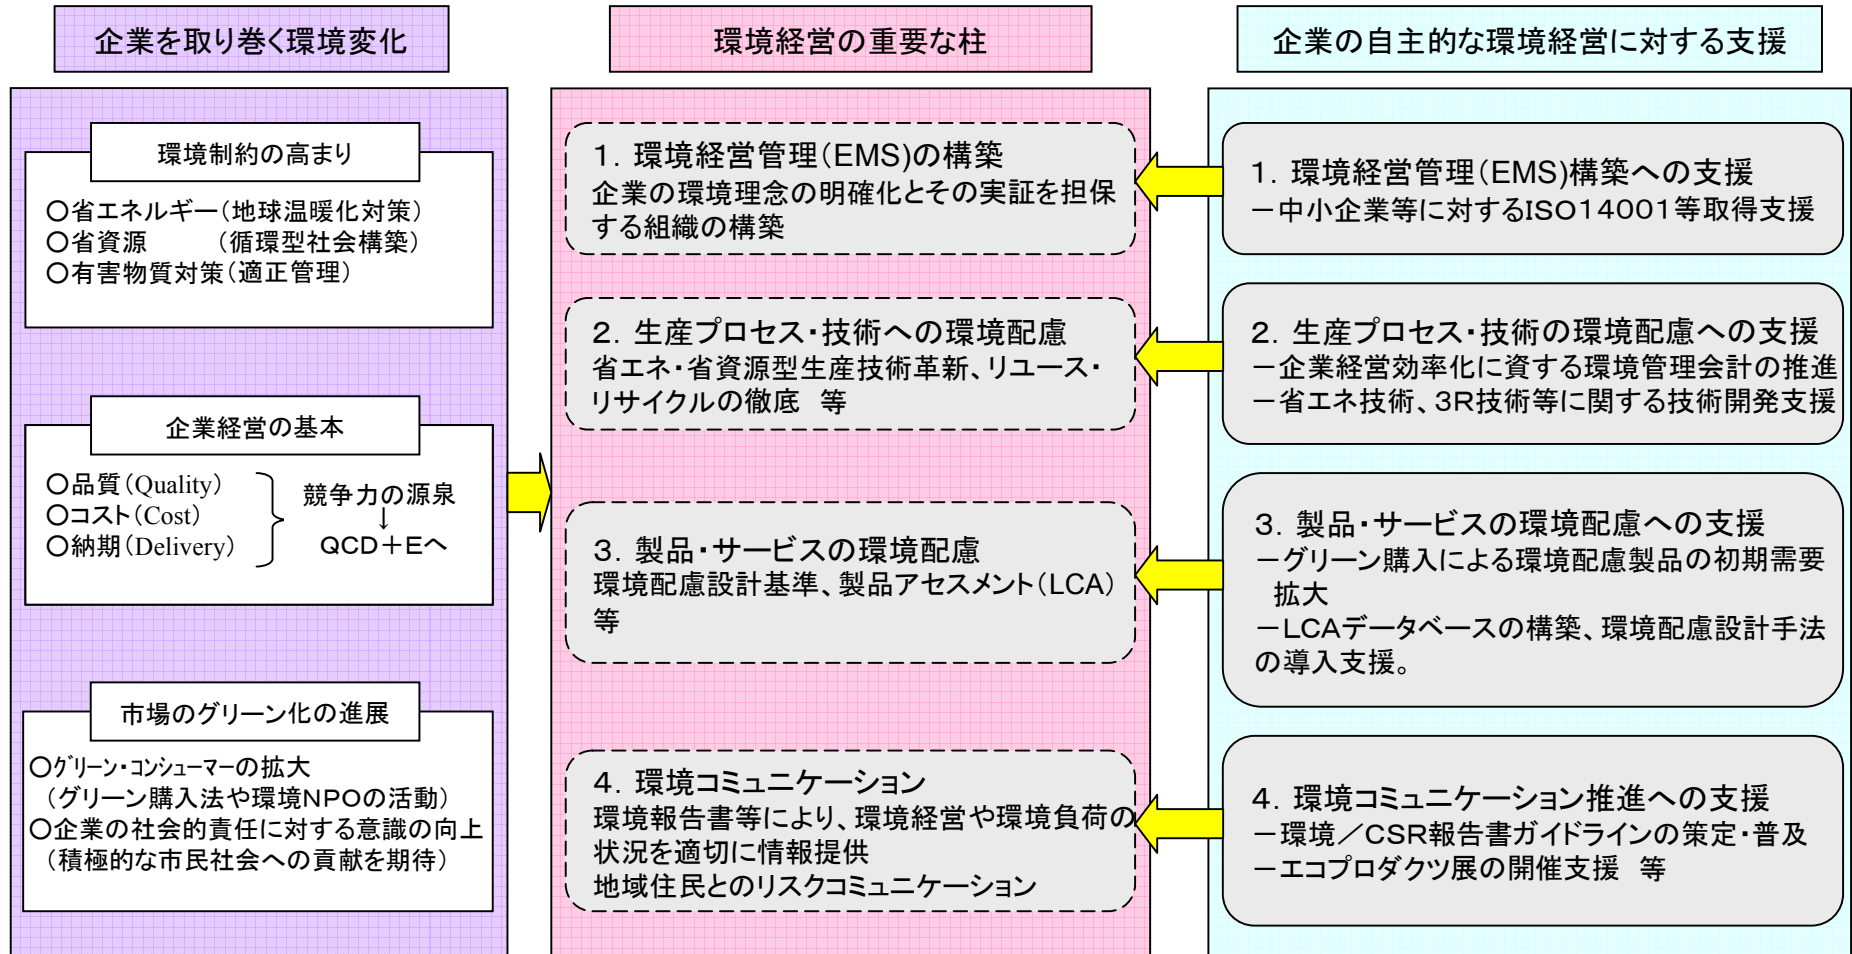 企業を取り巻く環境変化
環境制約の高まり
○省エネルギー(地球温暖化対策)
○省資源　　　(循環型社会構築)
○有害物質対策(適正管理)
企業経営の基本
○品質(Quality)
○コスト(Cost)
○納期(Delivery)
競争力の源泉
↓
QCD+Eへ
市場のグリーン化の進展
○グリーン・コンシューマーの拡大
(グリーン購入法や環境NPOの活動)
○企業の社会的責任に対する意識の向上
(積極的な市民社会への貢献を期待)
環境経営の重要な柱
1．環境経営管理(EMS)の構築
企業の環境理念の明確化とその実証を担保
する組織の構築
2．生産プロセス・技術への環境配慮
省エネ・省資源型生産技術革新、リユース・
リサイクルの徹底　等
3．製品・サービスの環境配慮
環境配慮設計基準、製品アセスメント(LCA)
等
4．環境コミュニケーション
環境報告書等により、環境経営や環境負荷の
状況を適切に情報提供
地域住民とのリスクコミュニケーション
企業の自主的な環境経営に対する支援
1．環境経営管理(EMS)構築への支援
－中小企業等に対するISO14001等取得支援
2．生産プロセス・技術の環境配慮への支援
－企業経営効率化に資する環境管理会計の推進
－省エネ技術、3R技術等に関する技術開発支援
3．製品・サービスの環境配慮への支援
－グリーン購入による環境配慮製品の初期需要
拡大
－LCAデータベースの構築、環境配慮設計手法
の導入支援。
4．環境コミュニケーション推進への支援
－環境／CSR報告書ガイドラインの策定・普及
－エコプロダクツ展の開催支援　等